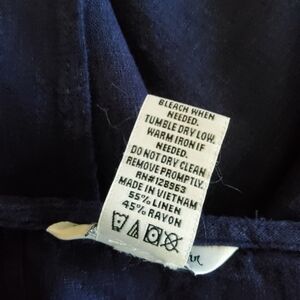 BLEACH WHEN
NEEDED.
TUMBLE DRY LOW.
WARM IRON IF
NEEDED.
DO NOT DRY CLEAN
REMOVE PROMPTLY.
RN#128963
MADE IN VIETNAM
55% LINEN
45% RAYON